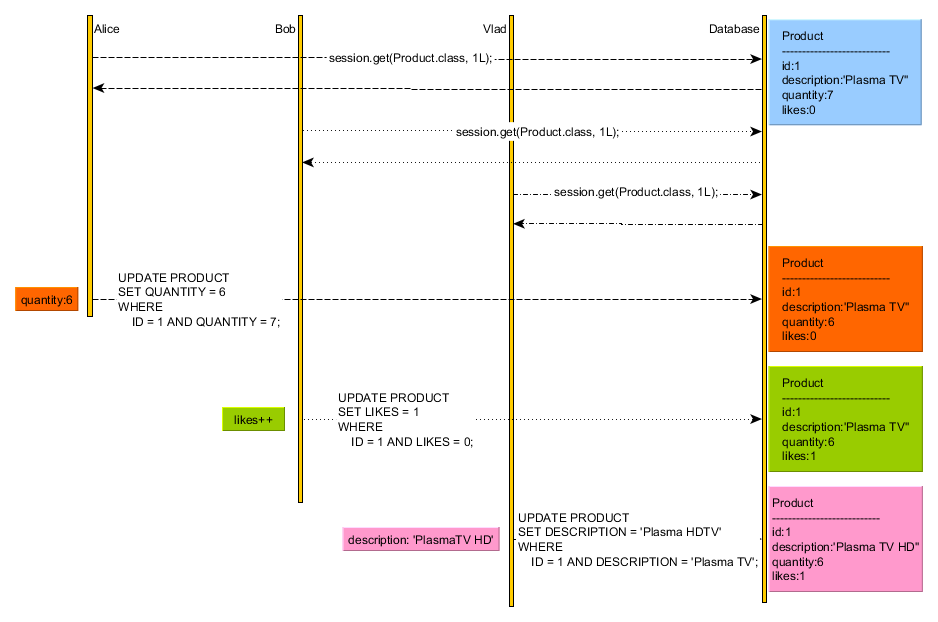 Alice
Bob
Vlad
Database
Product
---------------------------
id:1
description:'Plasma TV"
quantity:7
likes:0
session.get(Product.class, 1L);
session.get(Product.class, 1L);
session.get(Product.class, 1L);
quantity:6
UPDATE PRODUCT
SET QUANTITY = 6
WHERE
ID = 1 AND QUANTITY = 7;
Product
---------------------------
id:1
description:'Plasma TV"
quantity:6
likes:0
likes++
UPDATE PRODUCT
SET LIKES = 1
WHERE
ID = 1 AND LIKES = 0;
Product
---------------------------
id:1
description:'Plasma TV"
quantity:6
likes:1
description: 'PlasmaTV HD'
UPDATE PRODUCT
SET DESCRIPTION = 'Plasma HDTV'
WHERE
ID = 1 AND DESCRIPTION = 'Plasma TV';
Product
---------------------------
id:1
description:'Plasma TV HD"
quantity:6
likes:1